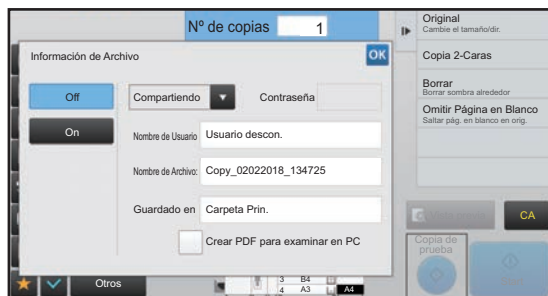 Nº de copias 1
Información de Archivo
OK
Off
On
Compartiendo
Contraseña
Nombre de Usuario
Usuario descon.
Nombre de Archivo:
Copy_02022018_134725
Guardado en
Carpeta Prin.
Crear PDF para examinar en PC
Otros
3 B4
4 A3
A4
Original
Cambie el tamaño/dir.
Copia 2-Caras
Borrar
Borrar sombra alrededor
Omitir Página en Blanco
Saltar pág. en blanco en orig.
CA
Copia de
prueba